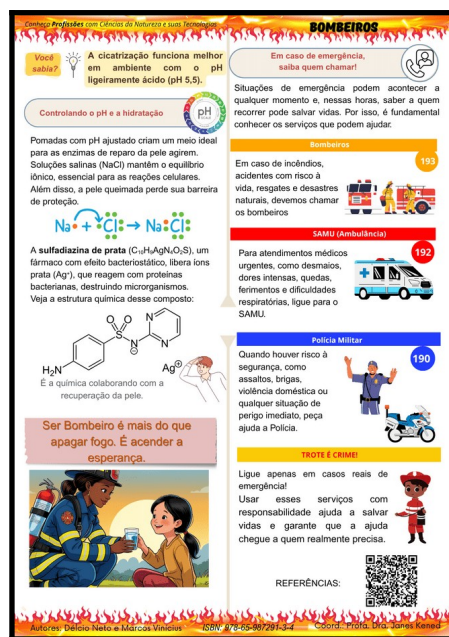 Conheça Profissões com Ciências da Natureza e suas Tecnologias
Você
sabia?
A cicatrização funciona melhor
em ambiente com o pH
ligeiramente ácido (pH 5,5).
Controlando o pH e a hidratação
pH
Pomadas com pH ajustado criam um meio ideal
para as enzimas de reparo da pele agirem.
Soluções salinas (NaCl) mantêm o equilíbrio
iônico, essencial para as reações celulares.
Além disso, a pele queimada perde sua barreira
de proteção.
Na• + •Cl: → Na:Cl:
A sulfadiazina de prata (C₁₀H₉AgN₄O₂S), um
fármaco com efeito bacteriostático, libera íons
prata (Ag⁺), que reagem com proteínas
bacterianas, destruindo microrganismos.
Veja a estrutura química desse composto:
O O
S
N
N
N
H₂N
Ag⊕
É a química colaborando com a
recuperação da pele.
Ser Bombeiro é mais do que
apagar fogo. É acender a
esperança.
BOMBEIROS
Em caso de emergência,
saiba quem chamar!
Situações de emergência podem acontecer a
qualquer momento e, nessas horas, saber a quem
recorrer pode salvar vidas. Por isso, é fundamental
conhecer os serviços que podem ajudar.
Bombeiros
193
Em caso de incêndios,
acidentes com risco à
vida, resgates e desastres
naturais, devemos chamar
os bombeiros
SAMU (Ambulância)
192
Para atendimentos médicos
urgentes, como desmaios,
dores intensas, quedas,
ferimentos e dificuldades
respiratórias, ligue para o
SAMU.
Polícia Militar
190
Quando houver risco à
segurança, como
assaltos, brigas,
violência doméstica ou
qualquer situação de
perigo imediato, peça
ajuda a Polícia.
TROTE É CRIME!
Ligue apenas em casos reais de
emergência!
Usar esses serviços com
responsabilidade ajuda a salvar
vidas e garante que a ajuda
chegue a quem realmente precisa.
REFERÊNCIAS:
Autores: Délcio Neto e Marcos Vinicius
ISBN: 978-65-987291-3-4
Coord.: Profa. Dra. Janes Kened